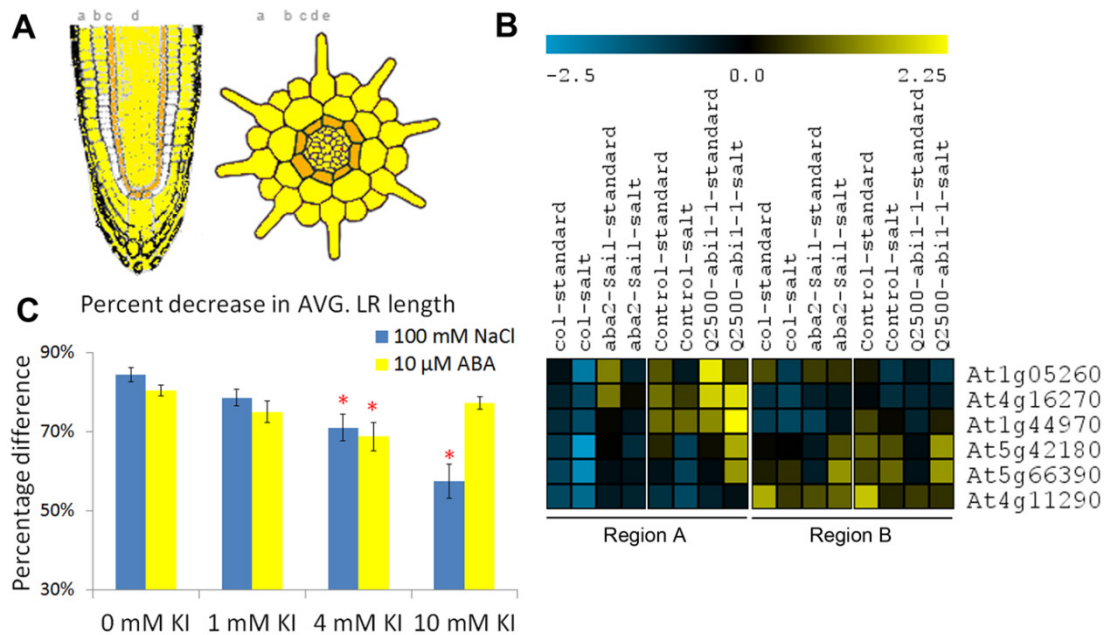 A
a b c d
a b c d e
B
-2.5 0.0 2.25
col-standard
col-salt
aba2-Sail-standard
aba2-Sail-salt
Control-standard
Control-salt
Q2500-abi1-1-standard
Q2500-abi1-1-salt
col-standard
col-salt
aba2-Sail-standard
aba2-Sail-salt
Control-standard
Control-salt
Q2500-abi1-1-standard
Q2500-abi1-1-salt
At1g05260
At4g16270
At1g44970
At5g42180
At5g66390
At4g11290
Region A Region B
C
Percent decrease in AVG. LR length
100 mM NaCl
10 µM ABA
Percentage difference
90%
70%
50%
30%
* * *
0 mM KI 1 mM KI 4 mM KI 10 mM KI